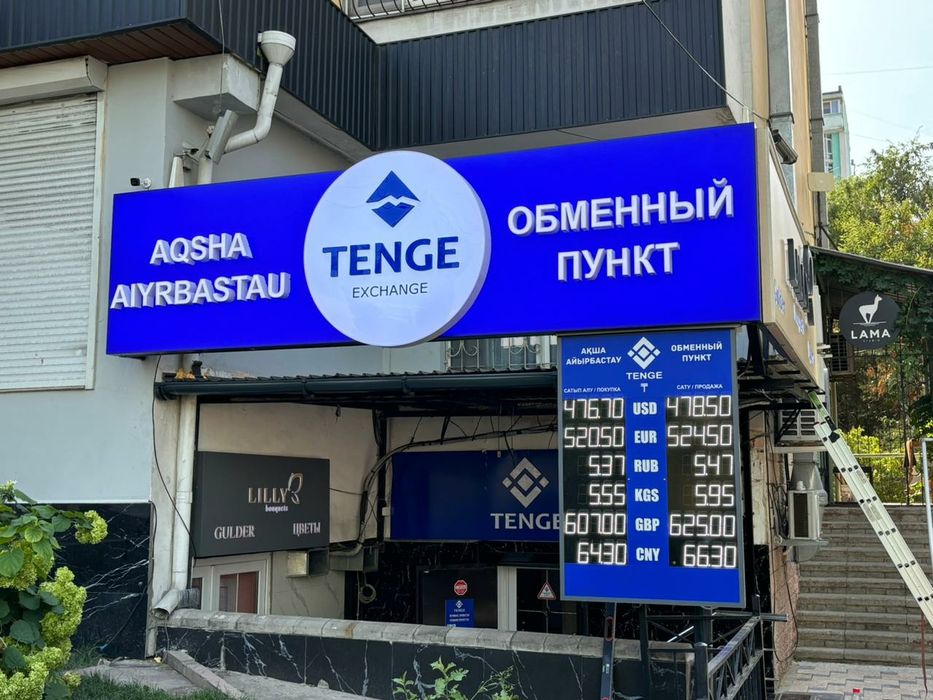 AQSHA
AIYRBASTAU
TENGE
EXCHANGE
ОБМЕННЫЙ
ПУНКТ
LAMA
АҚША
АЙЫРБАСТАУ
TENGE
ОБМЕННЫЙ
ПУНКТ
САТЫП АЛУ / ПОКУПКА
САТУ / ПРОДАЖА
476.70 USD 478.50
520.50 EUR 524.50
5.37 RUB 5.47
5.55 KGS 5.95
607.00 GBP 625.00
64.30 CNY 66.30
LILLY
bouquets
GULDER ЦВЕТЫ
TENGE